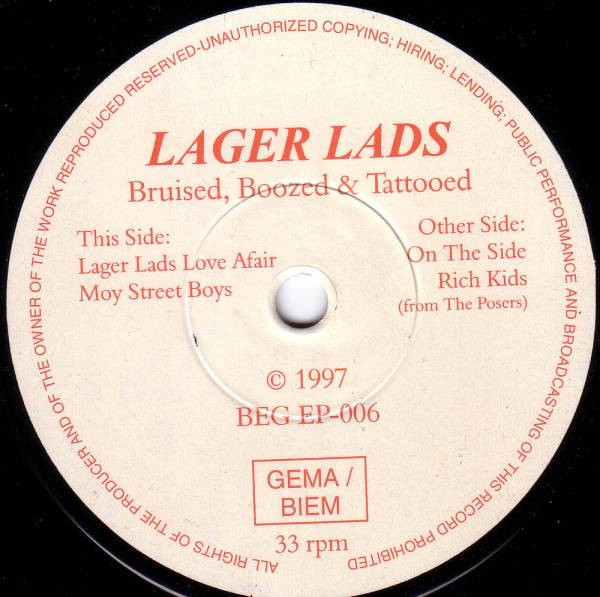 LAGER LADS
Bruised, Boozed & Tattooed
This Side:
Lager Lads Love Afair
Moy Street Boys
Other Side:
On The Side
Rich Kids
(from The Posers)
© 1997
BEG EP-006
GEMA /
BIEM
33 rpm
ALL RIGHTS OF THE PRODUCER AND OF THE OWNER OF THE WORK REPRODUCED RESERVED-UNAUTHORIZED COPYING; HIRING; LENDING; PUBLIC PERFORMANCE AND BROADCASTING OF THIS RECORD PROHIBITED